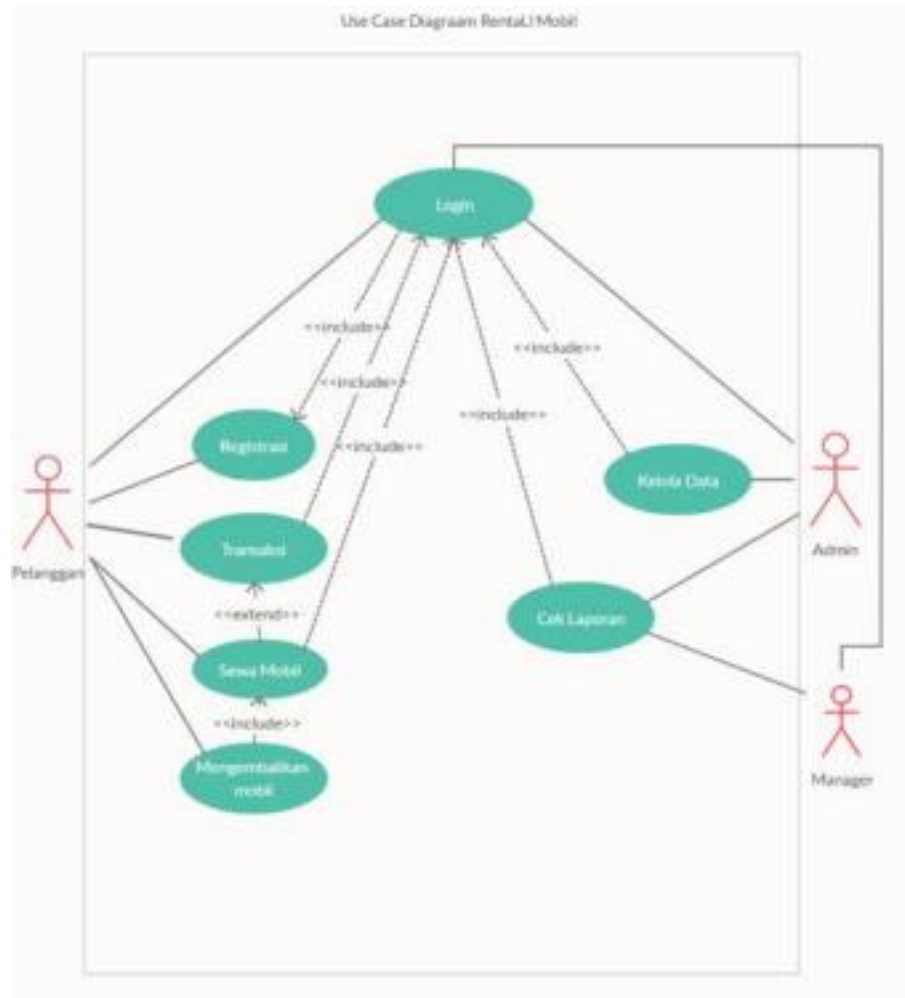 Use Case Diagraam RentaLI Mobil
Login
<<include>>
<<include>>
<<include>>
<<include>>
<<include>>
Registrasi
Kelola Data
Transaksi
Pelanggan
Admin
<<extend>>
Cek Laporan
Sewa Mobil
<<include>>
Mengembalikan
mobil
Manager